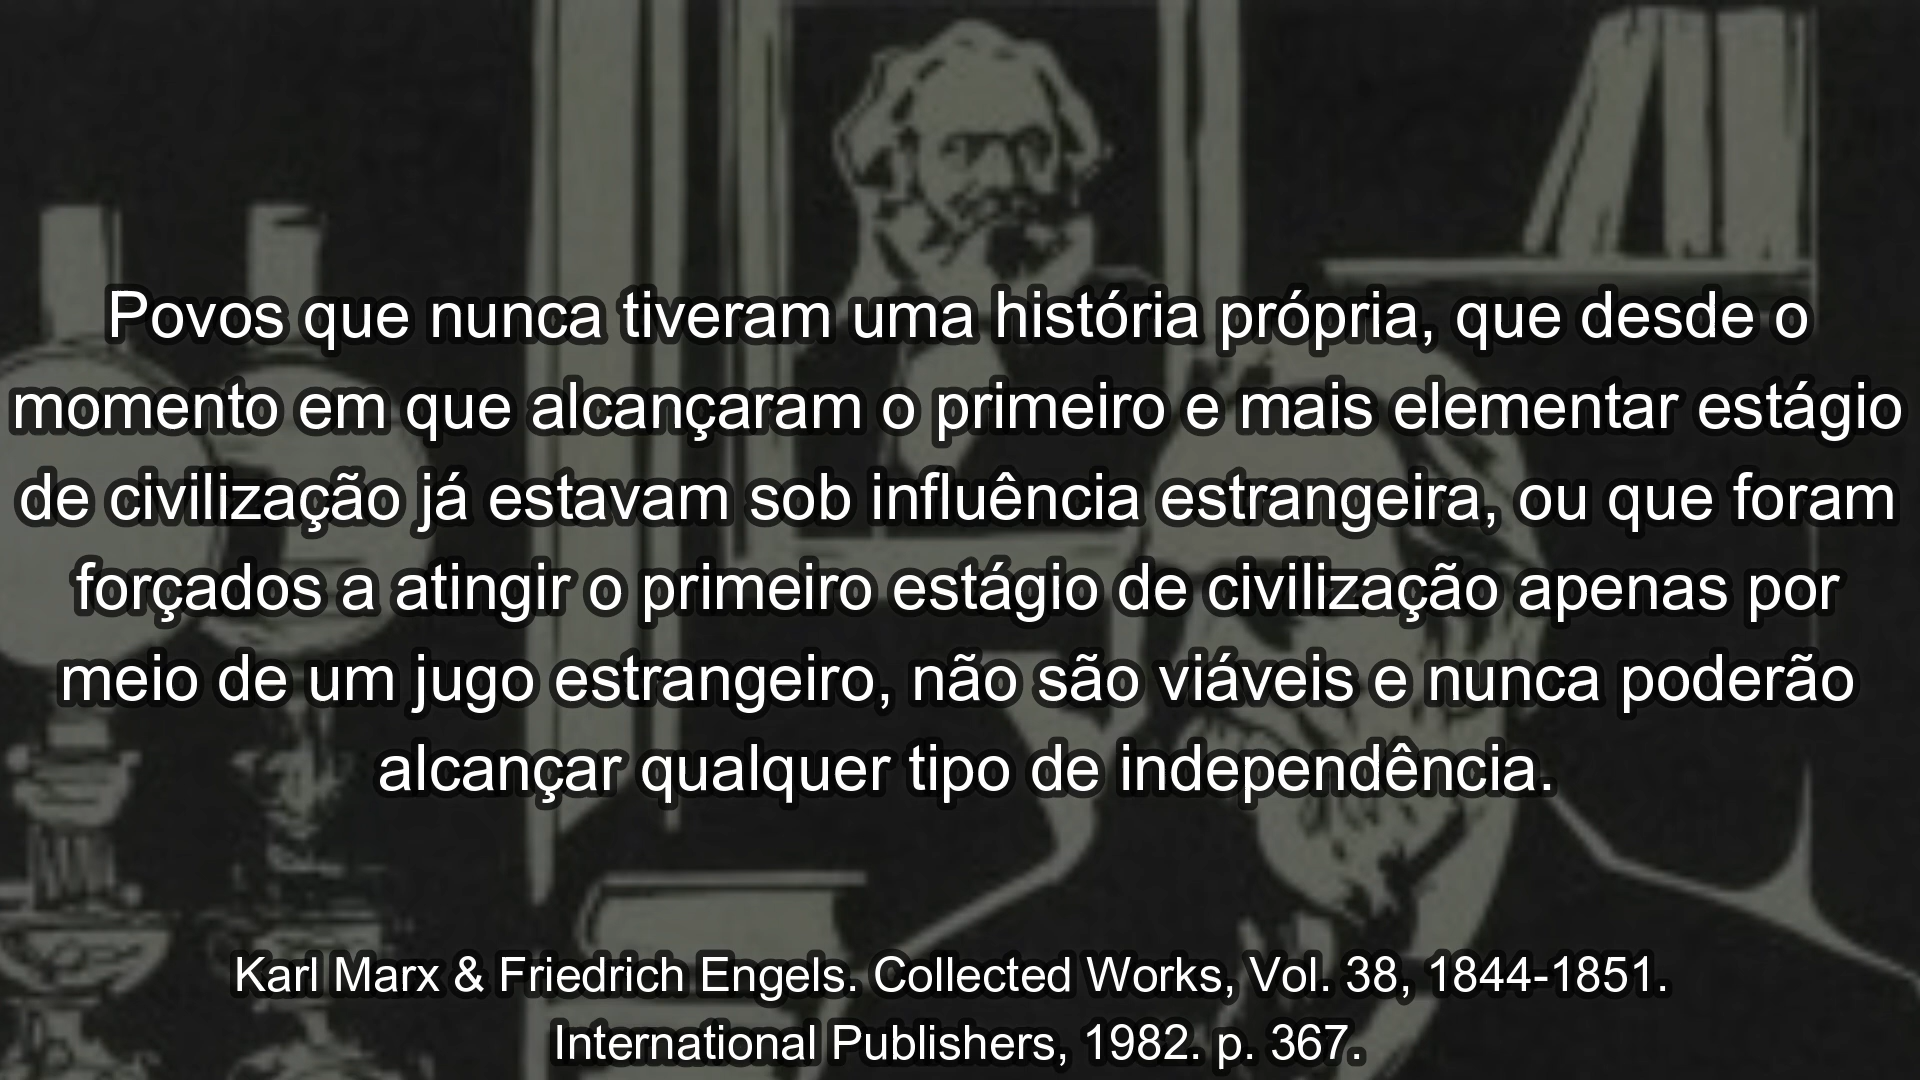 Povos que nunca tiveram uma história própria, que desde o
momento em que alcançaram o primeiro e mais elementar estágio
de civilização já estavam sob influência estrangeira, ou que foram
forçados a atingir o primeiro estágio de civilização apenas por
meio de um jugo estrangeiro, não são viáveis e nunca poderão
alcançar qualquer tipo de independência.
Karl Marx & Friedrich Engels. Collected Works, Vol. 38, 1844-1851.
International Publishers, 1982. p. 367.